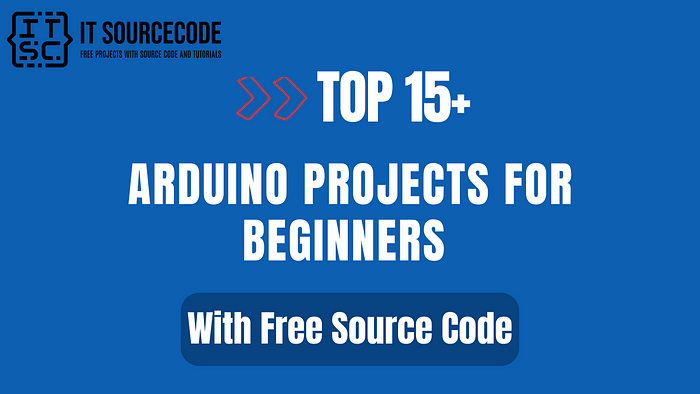 IT
SC
IT SOURCECODE
FREE PROJECTS WITH SOURCE CODE AND TUTORIALS
TOP 15+
ARDUINO PROJECTS FOR
BEGINNERS
With Free Source Code